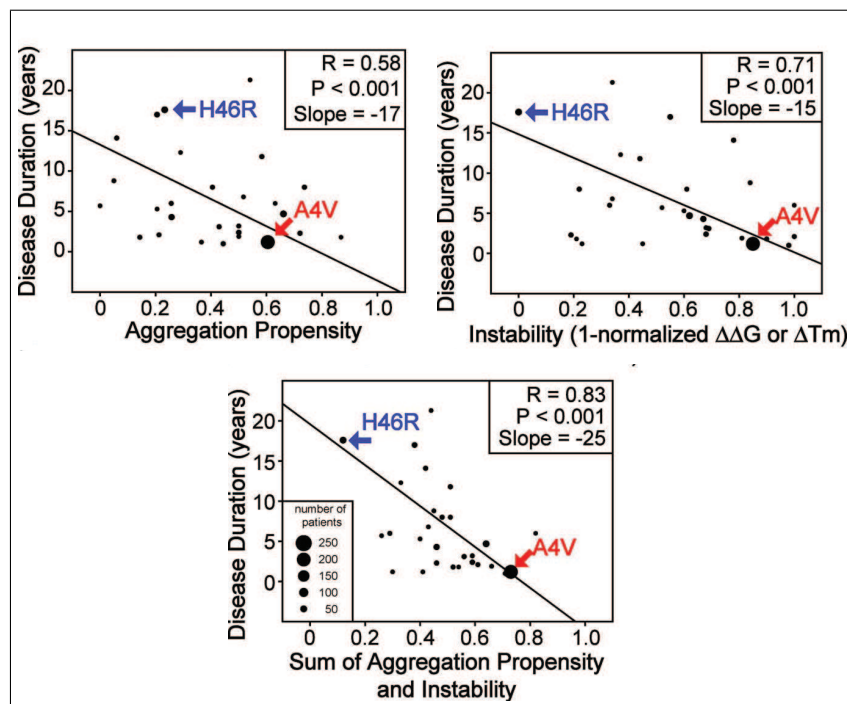 R = 0.58
P < 0.001
Slope = -17
H46R
A4V
Disease Duration (years)
20
15
10
5
0
0 0.2 0.4 0.6 0.8 1.0
Aggregation Propensity
R = 0.71
P < 0.001
Slope = -15
H46R
A4V
Disease Duration (years)
20
15
10
5
0
0 0.2 0.4 0.6 0.8 1.0
Instability (1-normalized ΔΔG or ΔTm)
R = 0.83
P < 0.001
Slope = -25
H46R
A4V
number of
patients
250
200
150
100
50
Disease Duration (years)
20
15
10
5
0
0 0.2 0.4 0.6 0.8 1.0
Sum of Aggregation Propensity
and Instability